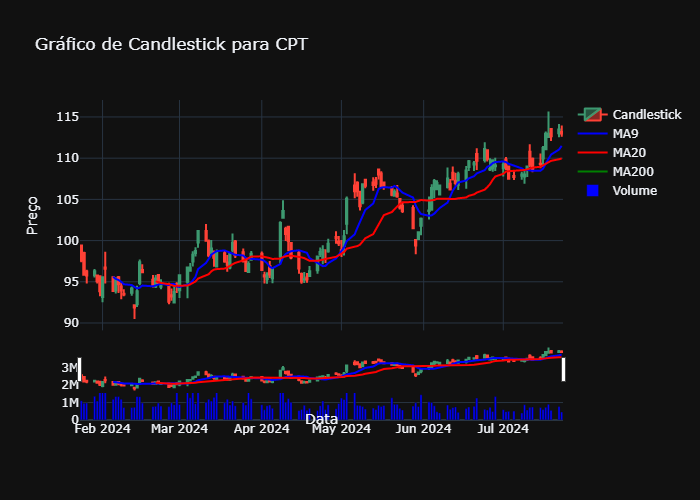 Gráfico de Candlestick para CPT
Preço
115
110
105
100
95
90
3M
2M
1M
0
Feb 2024
Mar 2024
Apr 2024
May 2024
Jun 2024
Jul 2024
Data
Candlestick
MA9
MA20
MA200
Volume